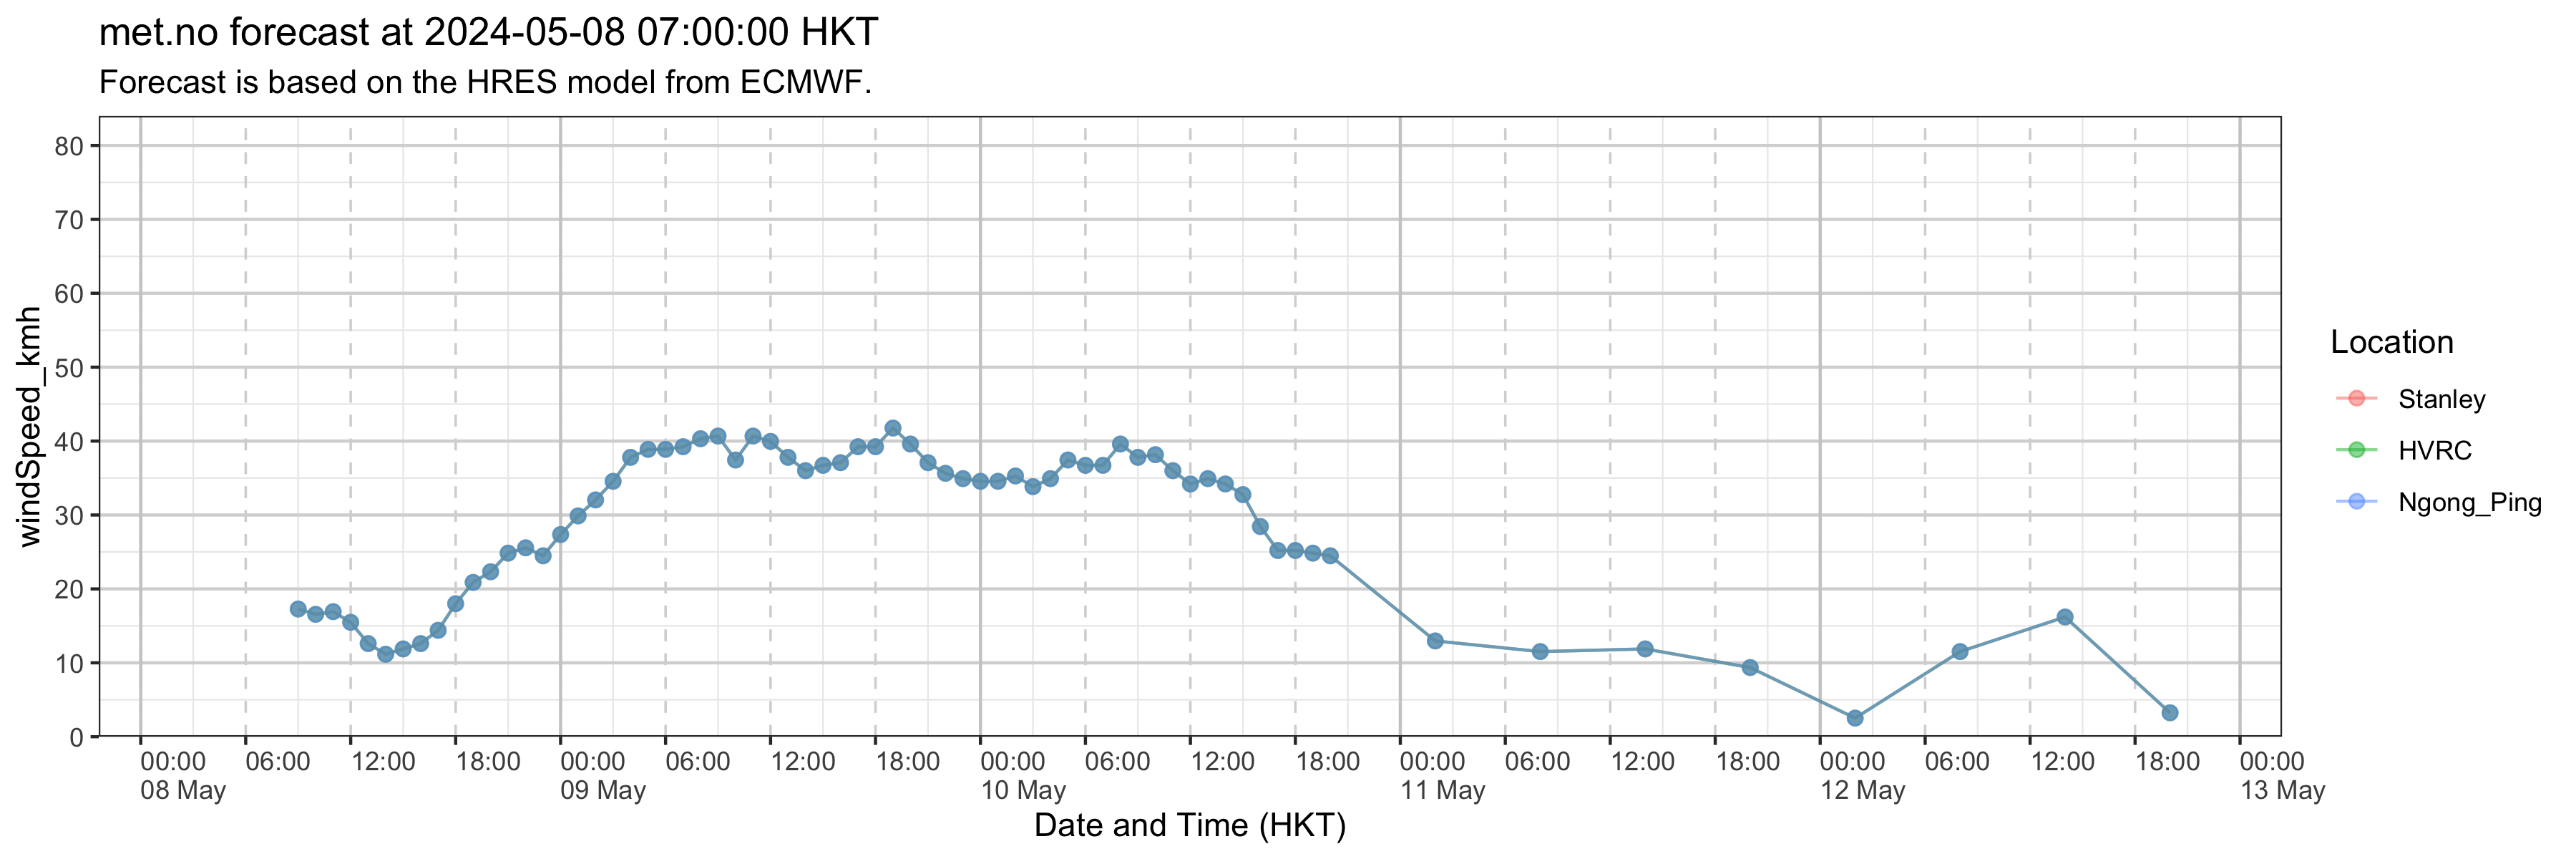 met.no forecast at 2024-05-08 07:00:00 HKT
Forecast is based on the HRES model from ECMWF.
windSpeed_kmh
80
70
60
50
40
30
20
10
0
00:00 06:00 12:00 18:00 00:00 06:00 12:00 18:00 00:00 06:00 12:00 18:00 00:00 06:00 12:00 18:00 00:00 06:00 12:00 18:00 00:00
08 May 09 May 10 May 11 May 12 May 13 May
Date and Time (HKT)
Location
Stanley
HVRC
Ngong_Ping